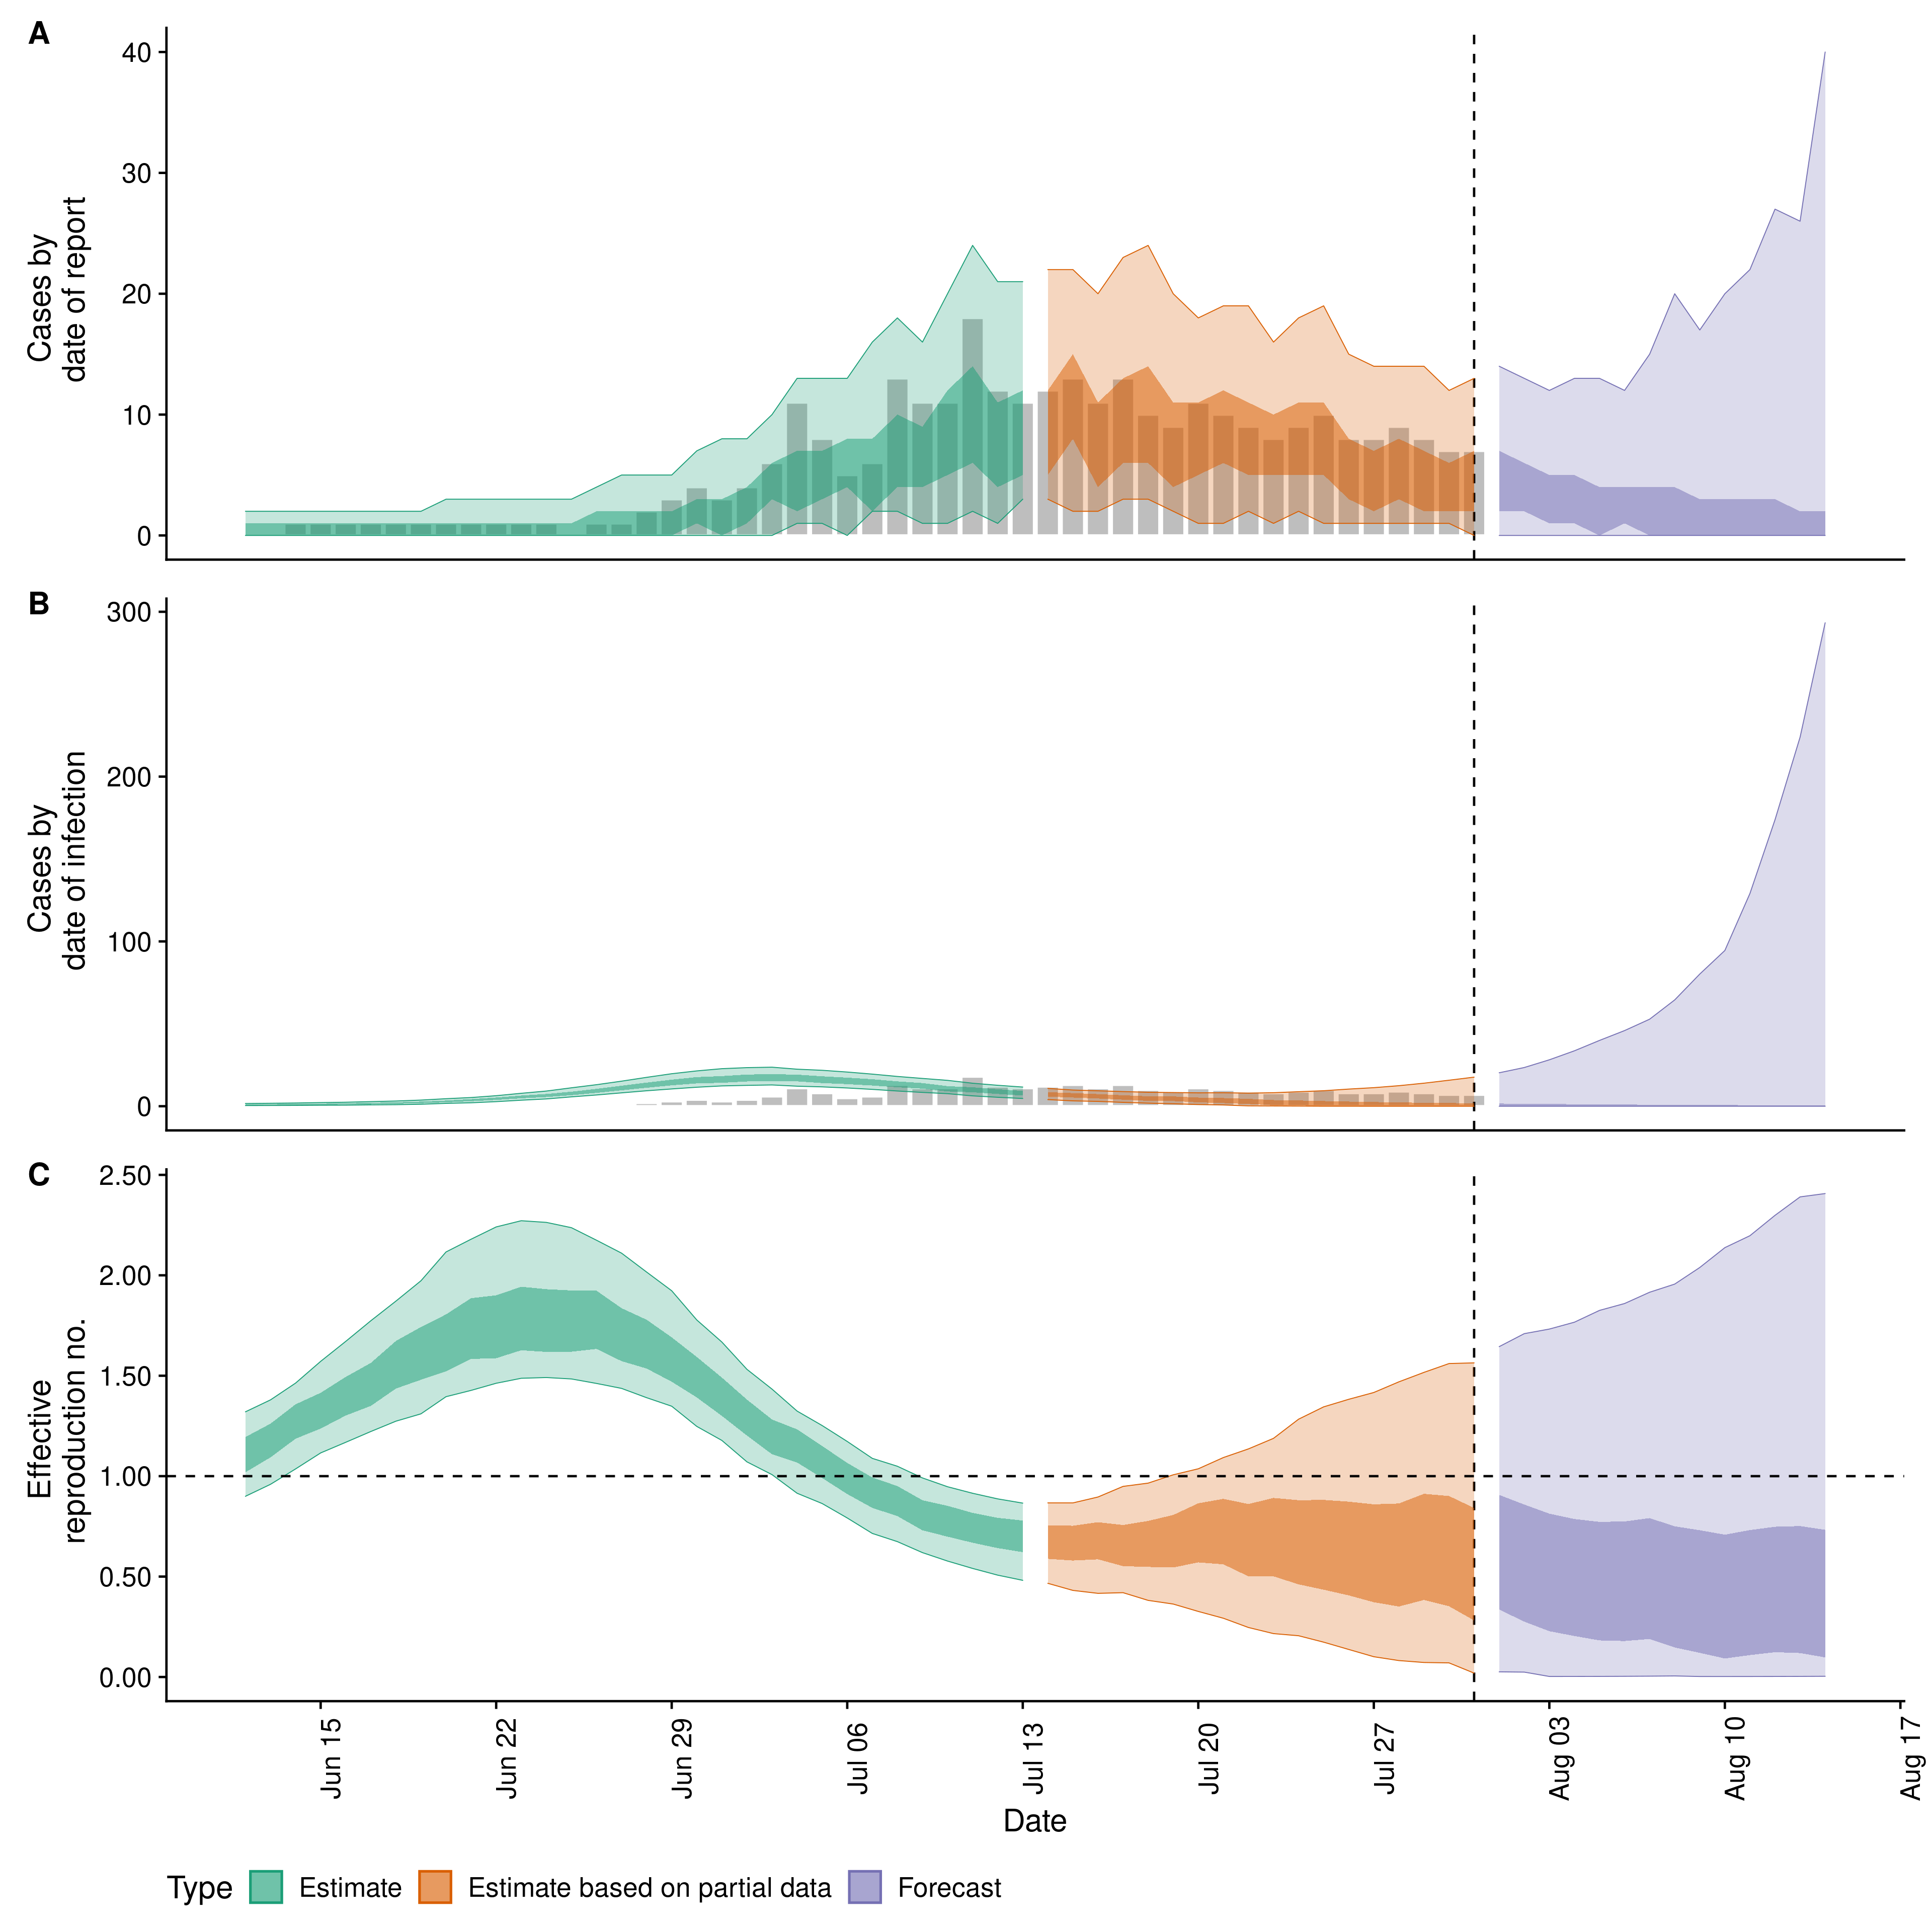 A
40
30
20
10
0
Cases by
date of report
B
300
200
100
0
Cases by
date of infection
C
2.50
2.00
1.50
1.00
0.50
0.00
Effective
reproduction no.
Jun 15
Jun 22
Jun 29
Jul 06
Jul 13
Jul 20
Jul 27
Aug 03
Aug 10
Aug 17
Date
Type Estimate Estimate based on partial data Forecast